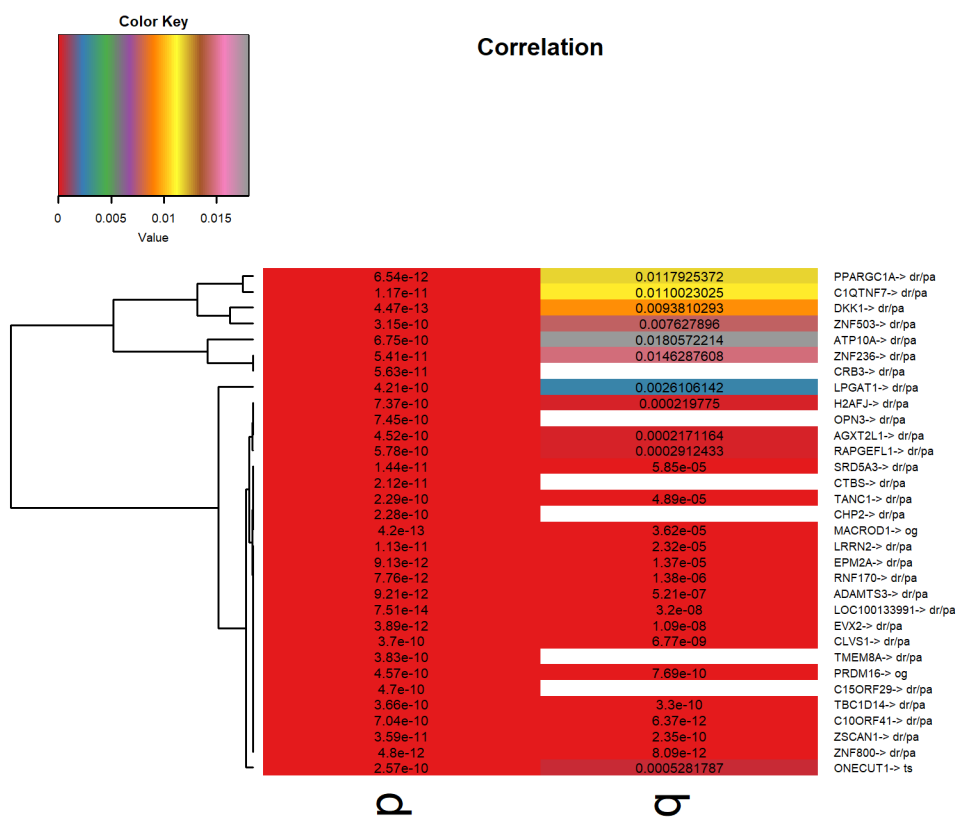 Color Key
Correlation
0 0.005 0.01 0.015
Value
6.54e-12 0.0117925372 PPARGC1A-> dr/pa
1.17e-11 0.0110023025 C1QTNF7-> dr/pa
4.47e-13 0.0093810293 DKK1-> dr/pa
3.15e-10 0.007627896 ZNF503-> dr/pa
6.75e-10 0.0180572214 ATP10A-> dr/pa
5.41e-11 0.0146287608 ZNF236-> dr/pa
5.63e-11 CRB3-> dr/pa
4.21e-10 0.0026106142 LPGAT1-> dr/pa
7.37e-10 0.000219775 H2AFJ-> dr/pa
7.45e-10 OPN3-> dr/pa
4.52e-10 0.0002171164 AGXT2L1-> dr/pa
5.78e-10 0.0002912433 RAPGEFL1-> dr/pa
1.44e-11 5.85e-05 SRD5A3-> dr/pa
2.12e-11 CTBS-> dr/pa
2.29e-10 4.89e-05 TANC1-> dr/pa
2.28e-10 CHP2-> dr/pa
4.2e-13 3.62e-05 MACROD1-> og
1.13e-11 2.32e-05 LRRN2-> dr/pa
9.13e-12 1.37e-05 EPM2A-> dr/pa
7.76e-12 1.38e-06 RNF170-> dr/pa
9.21e-12 5.21e-07 ADAMTS3-> dr/pa
7.51e-14 3.2e-08 LOC100133991-> dr/pa
3.89e-12 1.09e-08 EVX2-> dr/pa
3.7e-10 6.77e-09 CLVS1-> dr/pa
3.83e-10 TMEM8A-> dr/pa
4.57e-10 7.69e-10 PRDM16-> og
4.7e-10 C15ORF29-> dr/pa
3.66e-10 3.3e-10 TBC1D14-> dr/pa
7.04e-10 6.37e-12 C10ORF41-> dr/pa
3.59e-11 2.35e-10 ZSCAN1-> dr/pa
4.8e-12 8.09e-12 ZNF800-> dr/pa
2.57e-10 0.0005281787 ONECUT1-> ts
p q